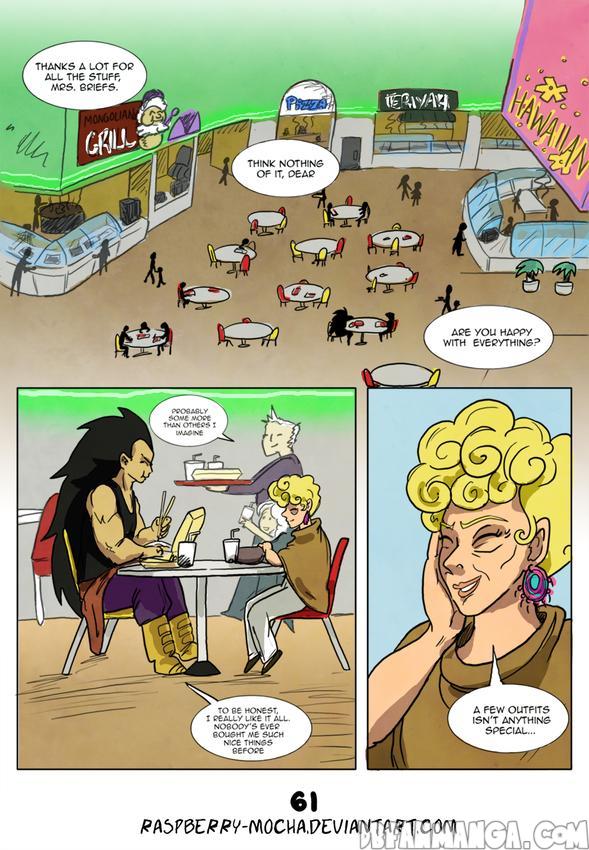 THANKS A LOT FOR
ALL THE STUFF,
MRS. BRIEFS.
MONGOLIAN
GRILL
PIZZA
TERIYAKI
HAWAIIAN
THINK NOTHING
OF IT, DEAR
ARE YOU HAPPY
WITH EVERYTHING?
PROBABLY
SOME MORE
THAN OTHERS I
IMAGINE
TO BE HONEST,
I REALLY LIKE IT ALL.
NOBODY'S EVER
BOUGHT ME SUCH
NICE THINGS
BEFORE
A FEW OUTFITS
ISN'T ANYTHING
SPECIAL...
61
RASPBERRY-MOCHA.DEVIANTART.COM
DBFANMANGA.COM